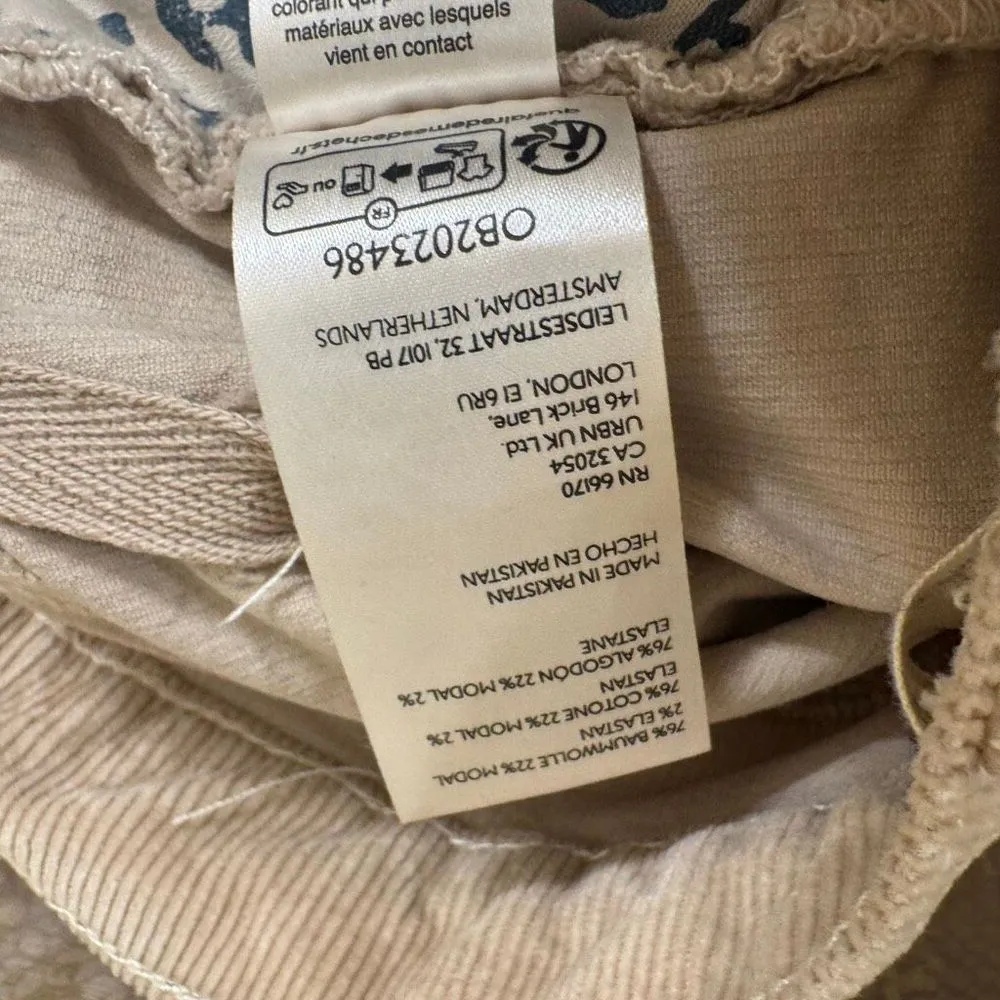 colorant qui p
matériaux avec lesquels
vient en contact
76% BAUMWOLLE 22% MODAL
2% ELASTAN
76% COTONE 22% MODAL 2%
ELASTAN
76% ALGODÓN 22% MODAL 2%
ELASTANE
MADE IN PAKISTAN
HECHO EN PAKISTAN
RN 66170
CA 32054
URBN UK Ltd.
146 Brick Lane,
LONDON, E1 6RU
LEIDSESTRAAT 32, 1017 PB
AMSTERDAM, NETHERLANDS
OB2023486
FR
ou
quefairedemesdechets.fr